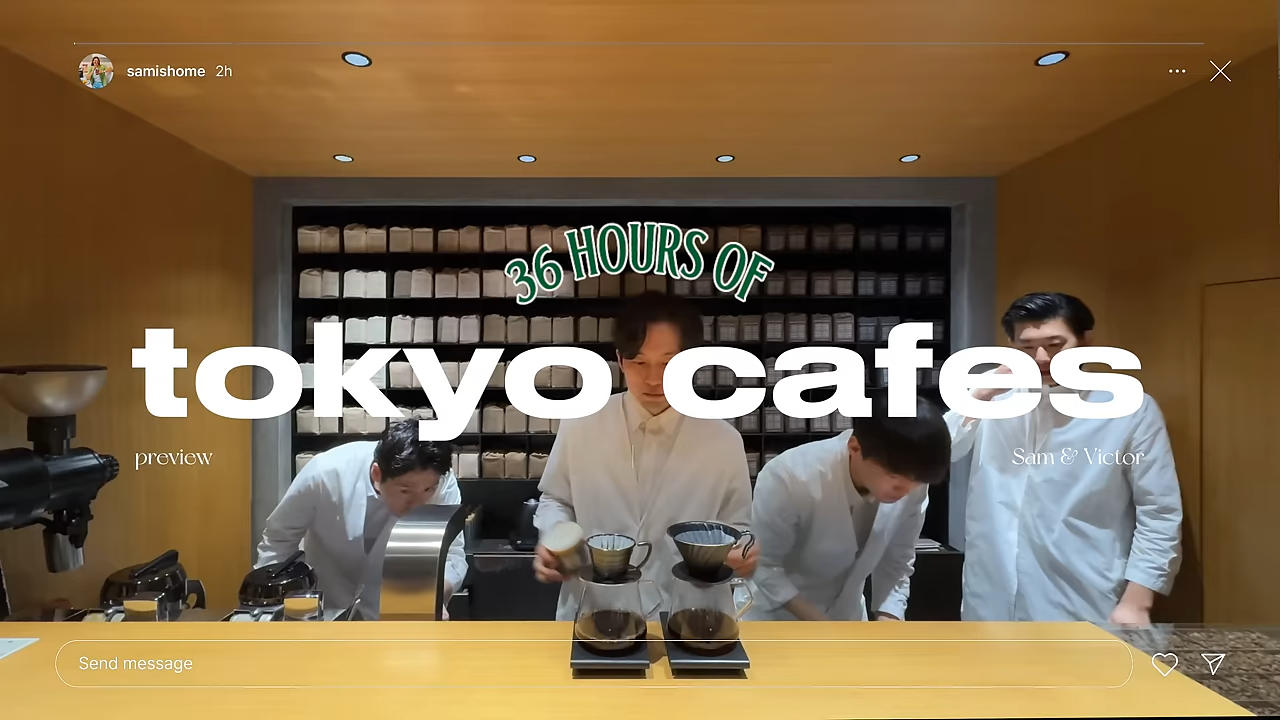 samishome 2h
36 HOURS OF
tokyo cafes
preview
Sam & Victor
Send message